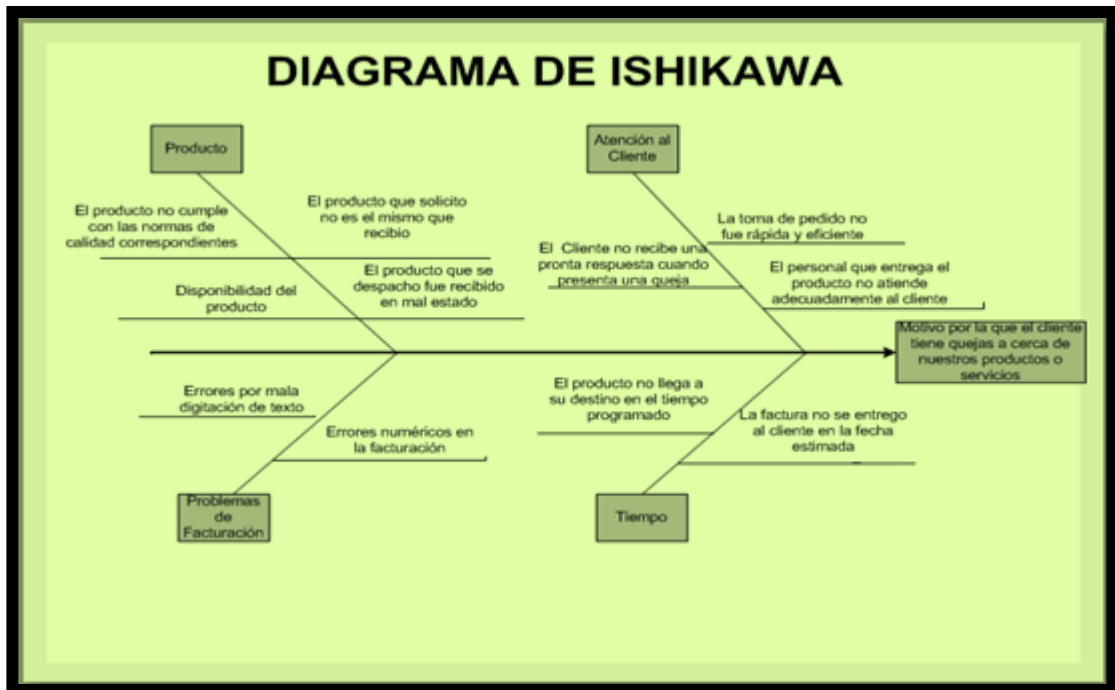 DIAGRAMA DE ISHIKAWA
Producto
Atención al
Cliente
El producto no cumple
con las normas de
calidad correspondientes
El producto que solicito
no es el mismo que
recibio
Disponibilidad del
producto
El producto que se
despacho fue recibido
en mal estado
La toma de pedido no
fue rápida y eficiente
El Cliente no recibe una
pronta respuesta cuando
presenta una queja
El personal que entrega el
producto no atiende
adecuadamente al cliente
Motivo por la que el cliente
tiene quejas a cerca de
nuestros productos o
servicios
Errores por mala
digitación de texto
Errores numéricos en
la facturación
El producto no llega a
su destino en el tiempo
programado
La factura no se entrego
al cliente en la fecha
estimada
Problemas
de
Facturación
Tiempo